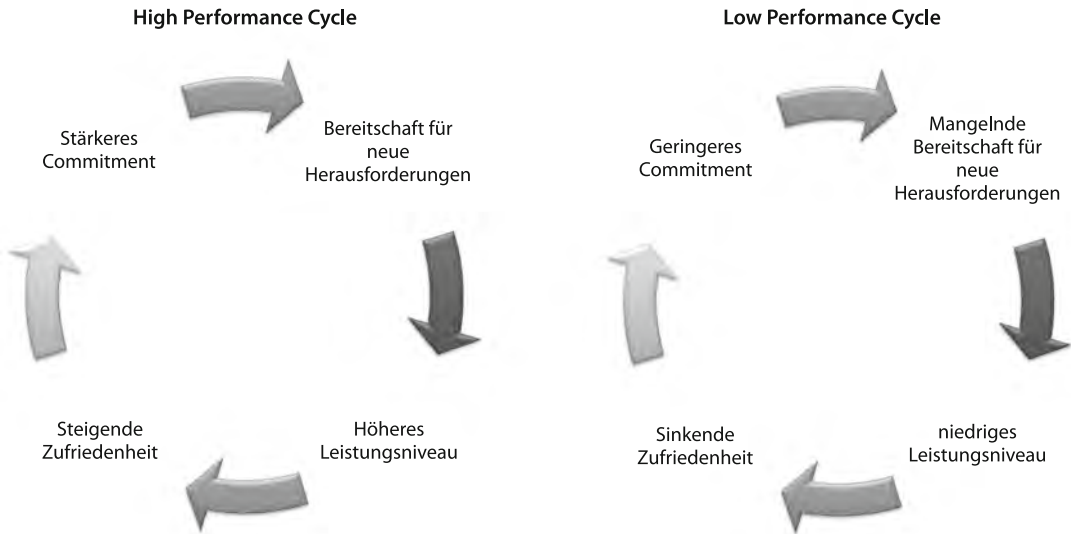 High Performance Cycle
Stärkeres
Commitment
Bereitschaft für
neue
Herausforderungen
Höheres
Leistungsniveau
Steigende
Zufriedenheit
Low Performance Cycle
Geringeres
Commitment
Mangelnde
Bereitschaft für
neue
Herausforderungen
niedriges
Leistungsniveau
Sinkende
Zufriedenheit